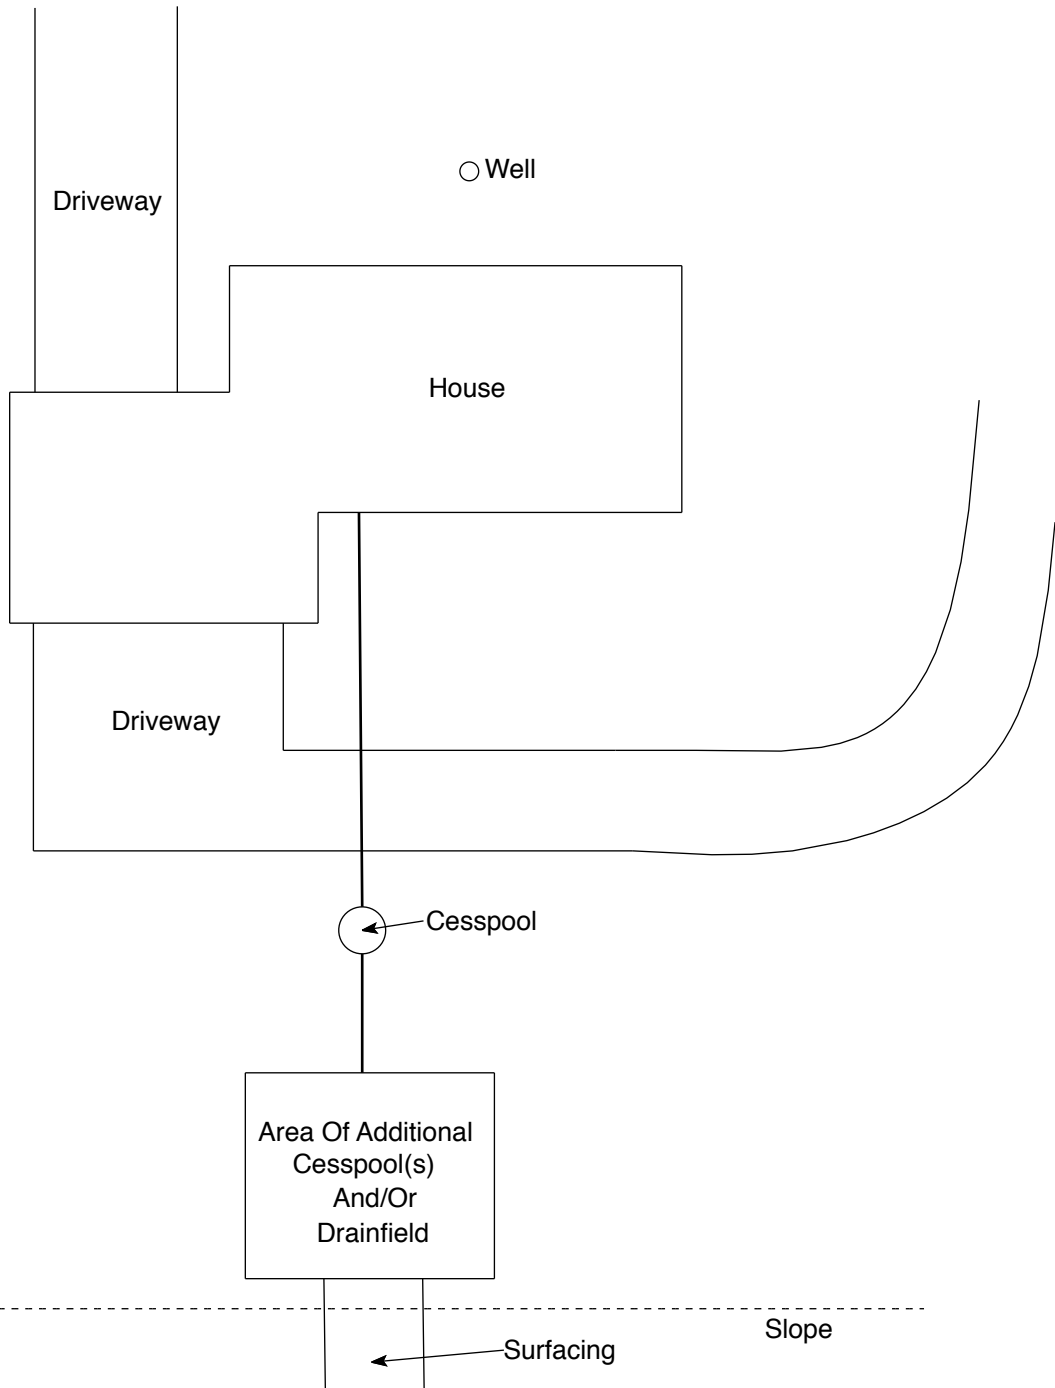 Well
Driveway
House
Driveway
Cesspool
Area Of Additional
Cesspool(s)
And/Or
Drainfield
Slope
Surfacing